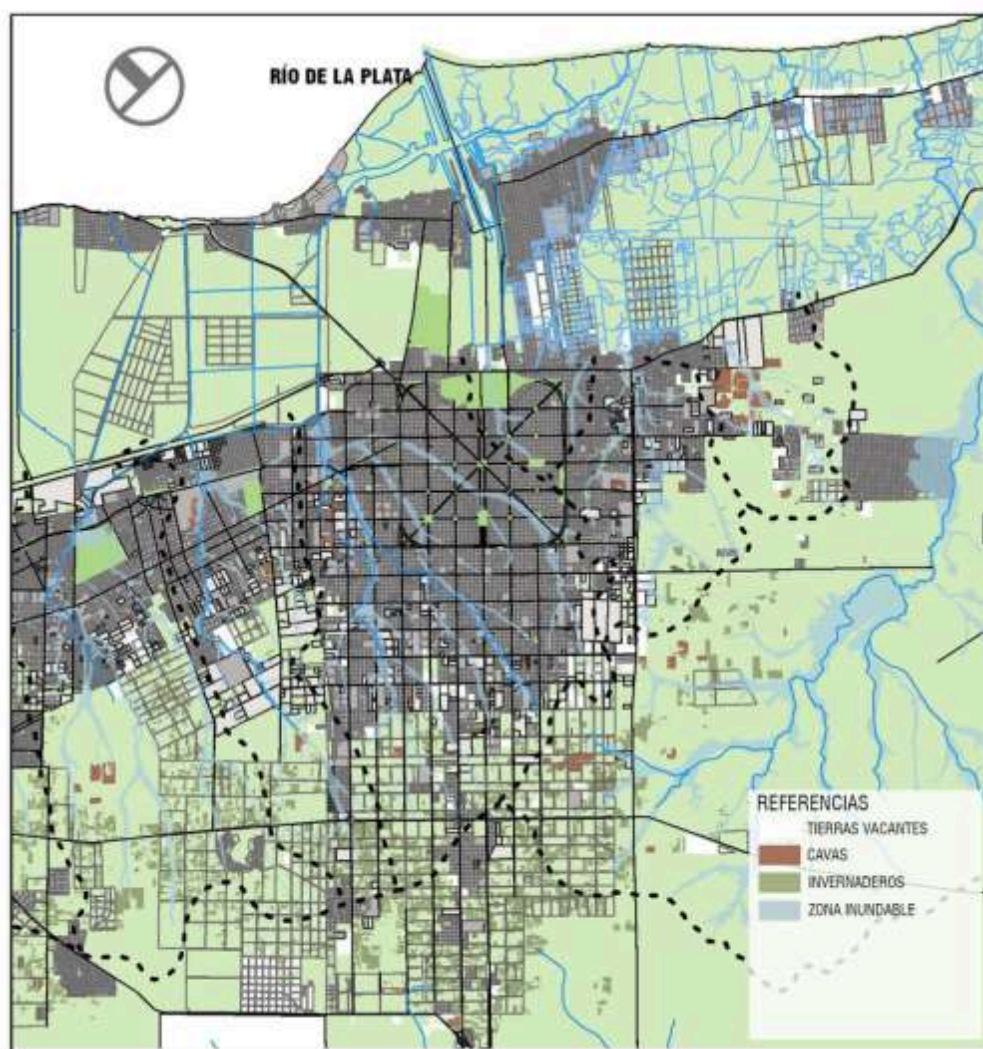 RÍO DE LA PLATA
REFERENCIAS
TIERRAS VACANTES
CAVAS
INVERNADEROS
ZONA INUNDABLE